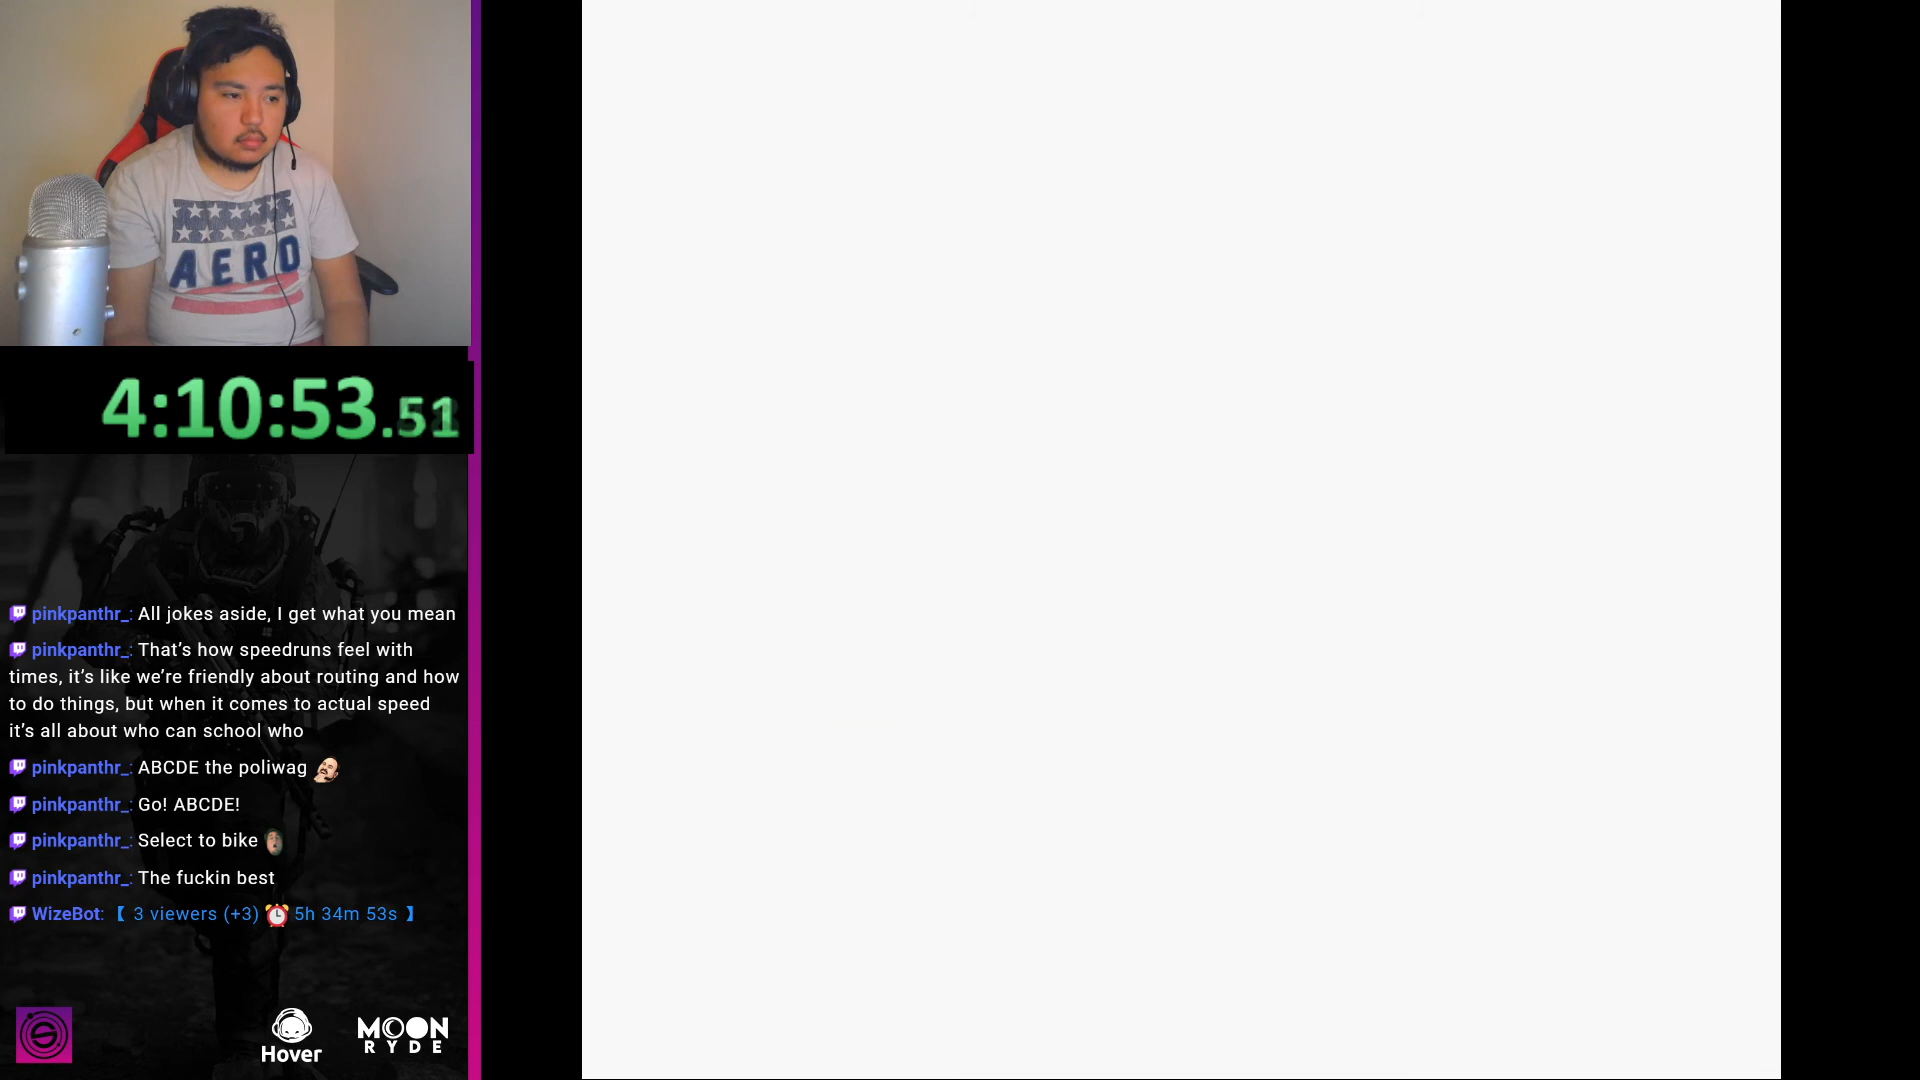 AERO
4:10:53.51
pinkpanthr_: All jokes aside, I get what you mean
pinkpanthr_: That’s how speedruns feel with
times, it’s like we’re friendly about routing and how
to do things, but when it comes to actual speed
it’s all about who can school who
pinkpanthr_: ABCDE the poliwag
pinkpanthr_: Go! ABCDE!
pinkpanthr_: Select to bike
pinkpanthr_: The fuckin best
WizeBot: 【 3 viewers (+3) ⏰ 5h 34m 53s 】
Hover
MOON
RYDE